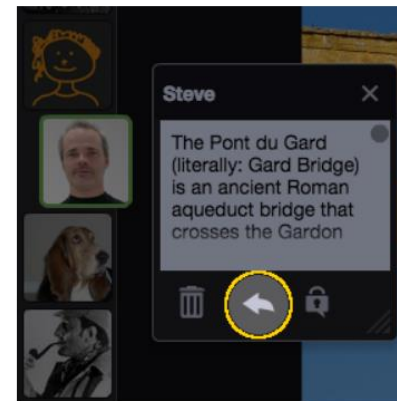 Steve
The Pont du Gard
(literally: Gard Bridge)
is an ancient Roman
aqueduct bridge that
crosses the Gardon